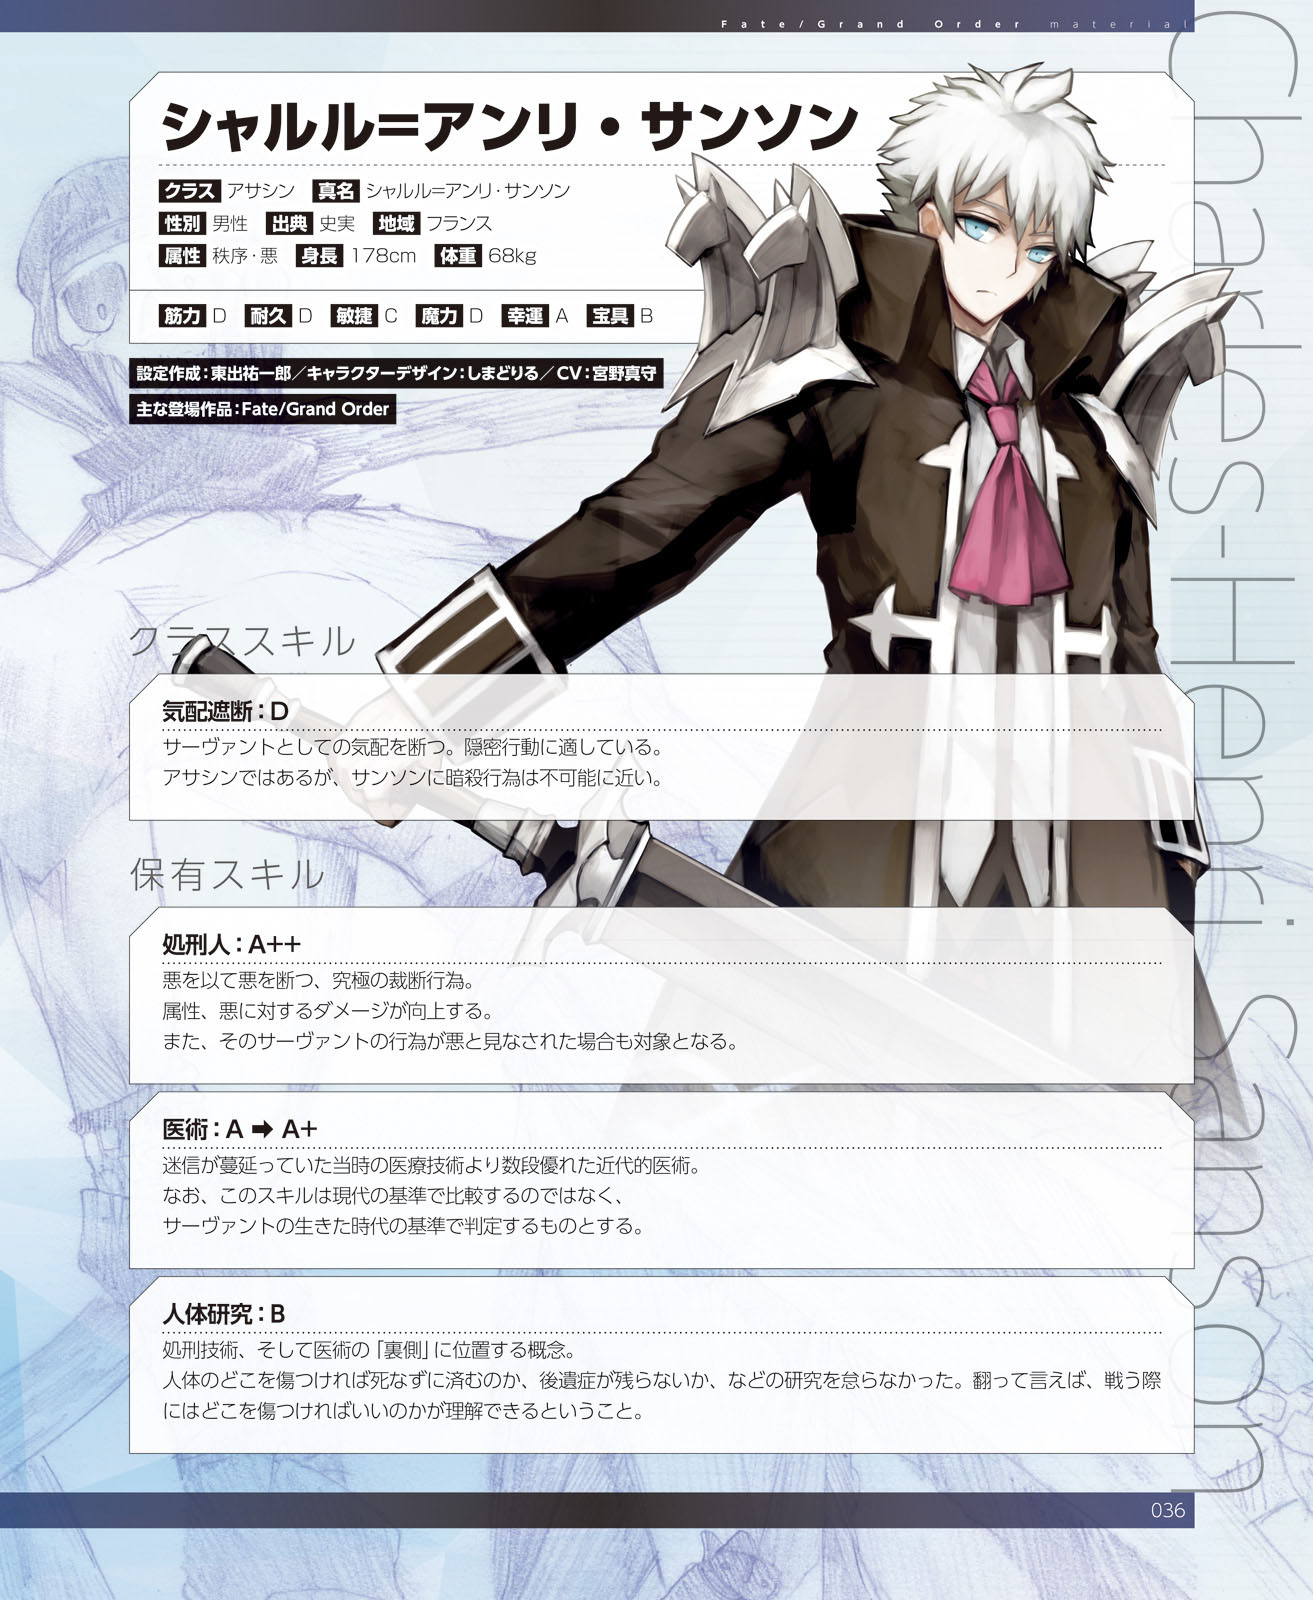 Fate/Grand Order material
シャルル=アンリ・サンソン
クラス アサシン 真名 シャルル=アンリ・サンソン
性別 男性 出典 史実 地域 フランス
属性 秩序・悪 身長 178cm 体重 68kg
筋力 D 耐久 D 敏捷 C 魔力 D 幸運 A 宝具 B
設定作成:東出祐一郎/キャラクターデザイン:しまどりる/CV:宮野真守
主な登場作品:Fate/Grand Order
Charles-Henri Sanson
クラススキル
気配遮断:D
サーヴァントとしての気配を断つ。隠密行動に適している。
アサシンではあるが、サンソンに暗殺行為は不可能に近い。
保有スキル
処刑人:A++
悪を以て悪を断つ、究極の裁断行為。
属性、悪に対するダメージが向上する。
また、そのサーヴァントの行為が悪と見なされた場合も対象となる。
医術:A ➡ A+
迷信が蔓延っていた当時の医療技術より数段優れた近代的医術。
なお、このスキルは現代の基準で比較するのではなく、
サーヴァントの生きた時代の基準で判定するものとする。
人体研究:B
処刑技術、そして医術の「裏側」に位置する概念。
人体のどこを傷つければ死なずに済むのか、後遺症が残らないか、などの研究を怠らなかった。翻って言えば、戦う際
にはどこを傷つければいいのかが理解できるということ。
036